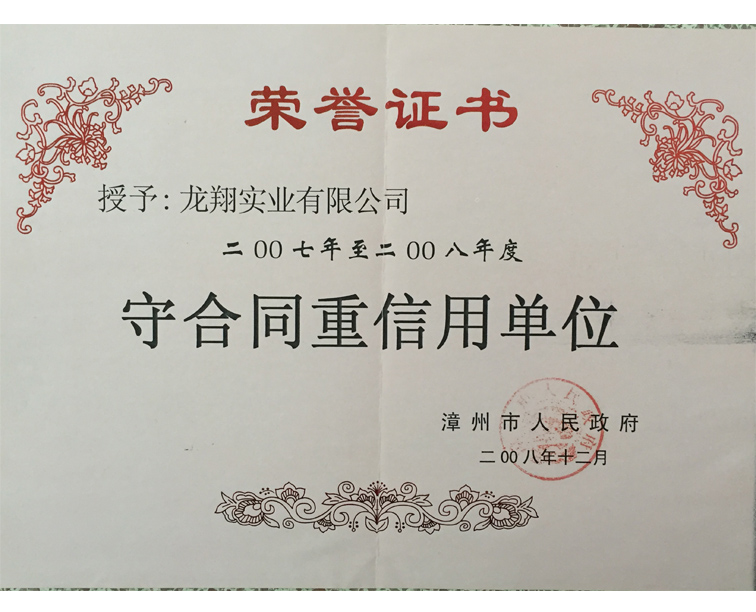 荣誉证书
授予：龙翔实业有限公司
二00七年至二00八年度
守合同重信用单位
漳州市人民政府
二00八年十二月